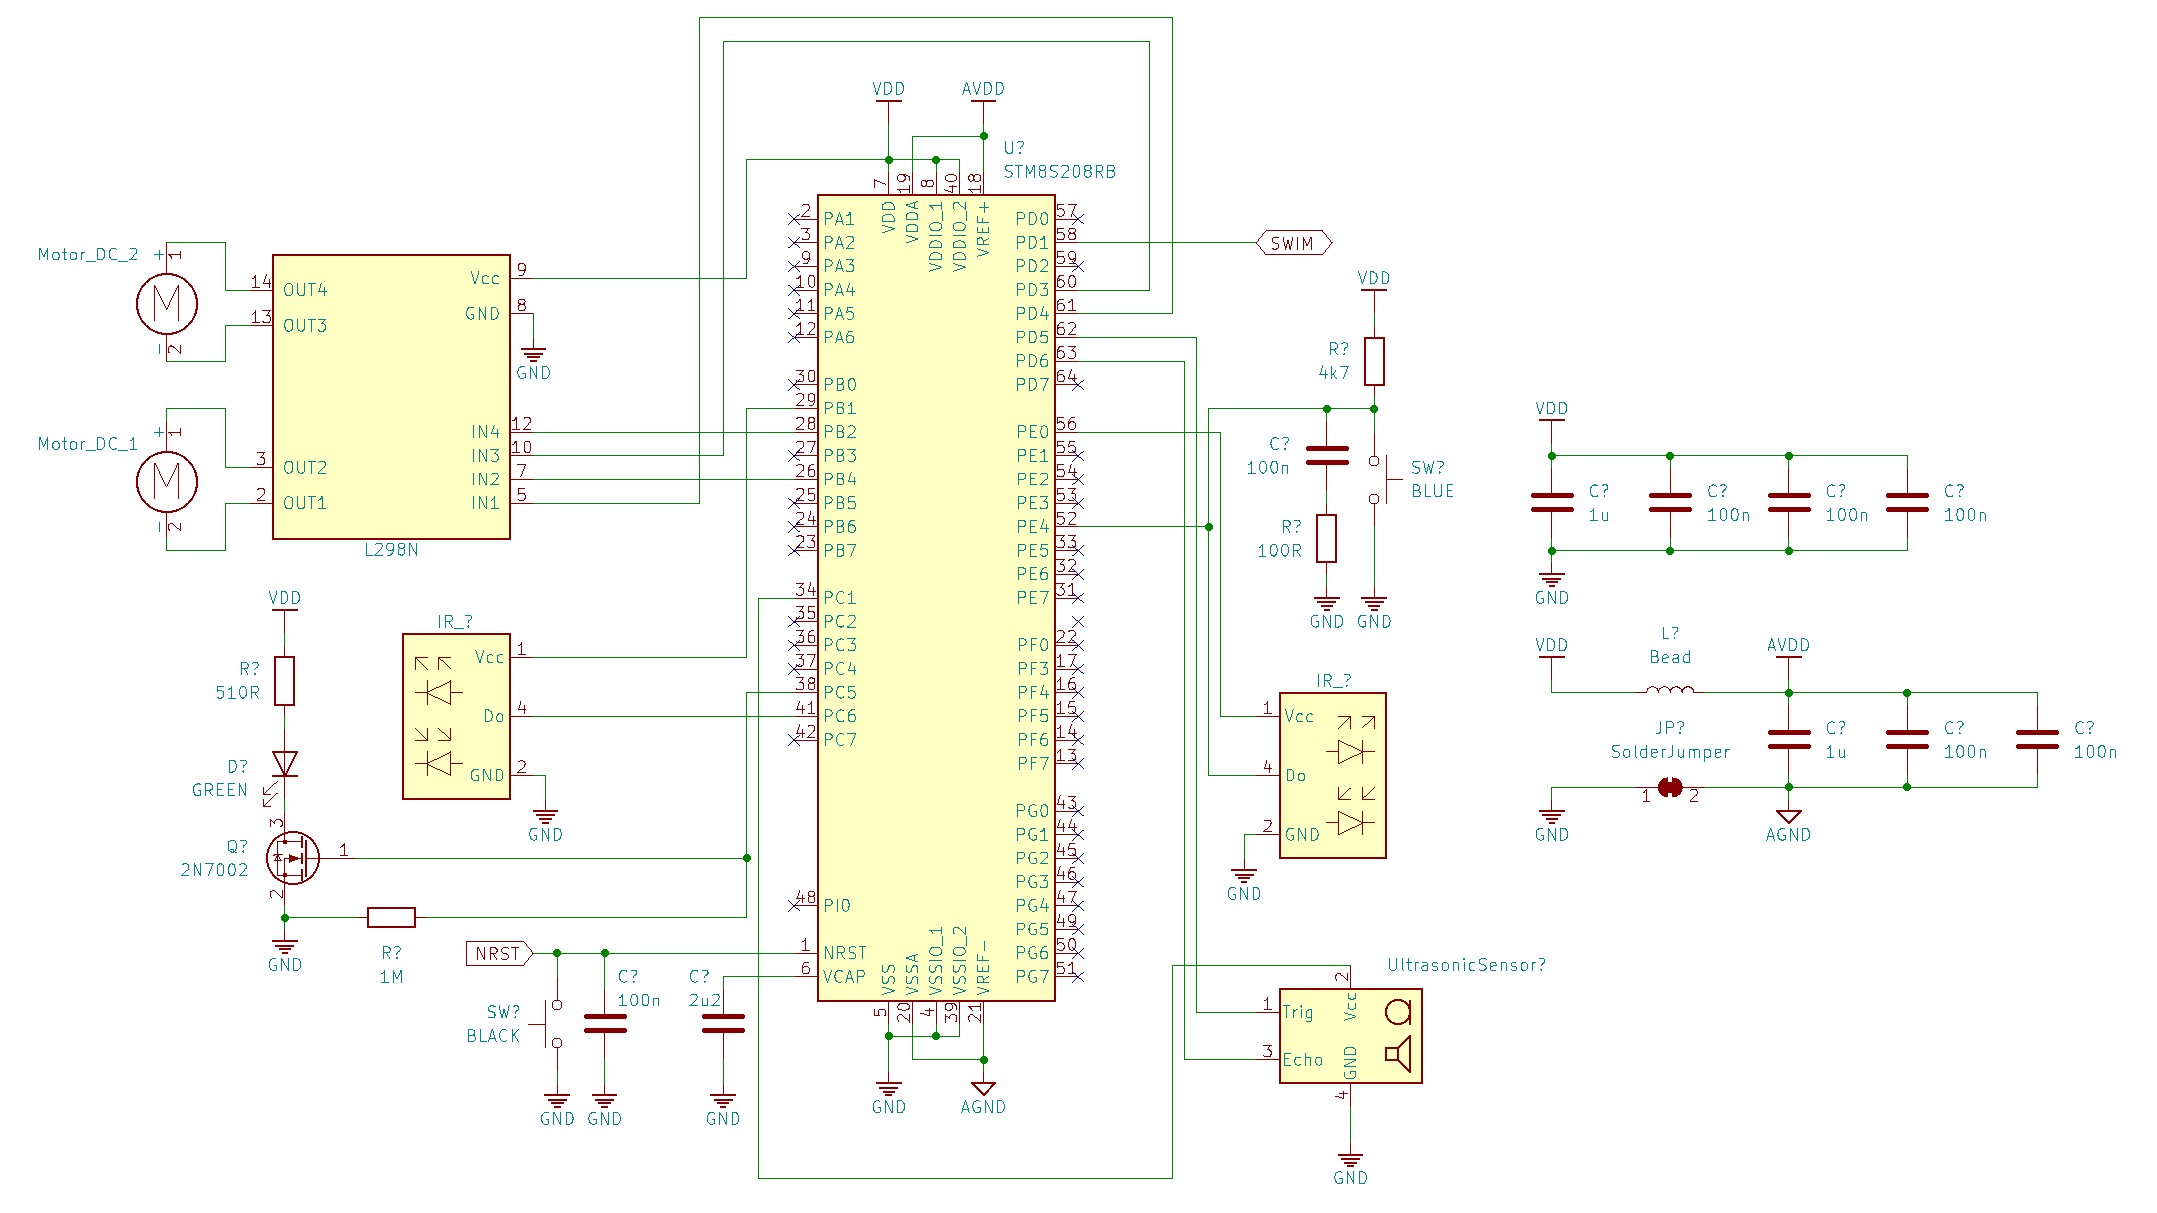 VDD
AVDD
U?
STM8S208RB
7
19
8
40
18
VDD
VDDA
VDDIO_1
VDDIO_2
VREF+
2 PA1
3 PA2
9 PA3
10 PA4
11 PA5
12 PA6
30 PB0
29 PB1
28 PB2
27 PB3
26 PB4
25 PB5
24 PB6
23 PB7
34 PC1
35 PC2
36 PC3
37 PC4
38 PC5
41 PC6
42 PC7
48 PI0
1 NRST
6 VCAP
PD0 57
PD1 58
PD2 59
PD3 60
PD4 61
PD5 62
PD6 63
PD7 64
PE0 56
PE1 55
PE2 54
PE3 53
PE4 52
PE5 33
PE6 32
PE7 31
PF0 22
PF3 17
PF4 16
PF5 15
PF6 14
PF7 13
PG0 43
PG1 44
PG2 45
PG3 46
PG4 47
PG5 49
PG6 50
PG7 51
VSS
VSSA
VSSIO_1
VSSIO_2
VREF-
5
20
4
39
21
GND
AGND
Motor_DC_2
+
1
M
-
2
Motor_DC_1
+
1
M
-
2
14 OUT4
13 OUT3
3 OUT2
2 OUT1
Vcc 9
GND 8
IN4 12
IN3 10
IN2 7
IN1 5
L298N
GND
VDD
R?
510R
D?
GREEN
3
Q?
2N7002
1
2
GND
R?
1M
IR_?
Vcc 1
Do 4
GND 2
GND
NRST
SW?
BLACK
C?
100n
C?
2u2
GND
GND
GND
SWIM
VDD
R?
4k7
C?
100n
SW?
BLUE
R?
100R
GND
GND
IR_?
1 Vcc
4 Do
2 GND
GND
UltrasonicSensor?
2
1 Trig
Vcc
3 Echo
GND
4
GND
VDD
C?
1u
C?
100n
C?
100n
C?
100n
GND
VDD
L?
Bead
AVDD
JP?
SolderJumper
1
2
C?
1u
C?
100n
C?
100n
GND
AGND